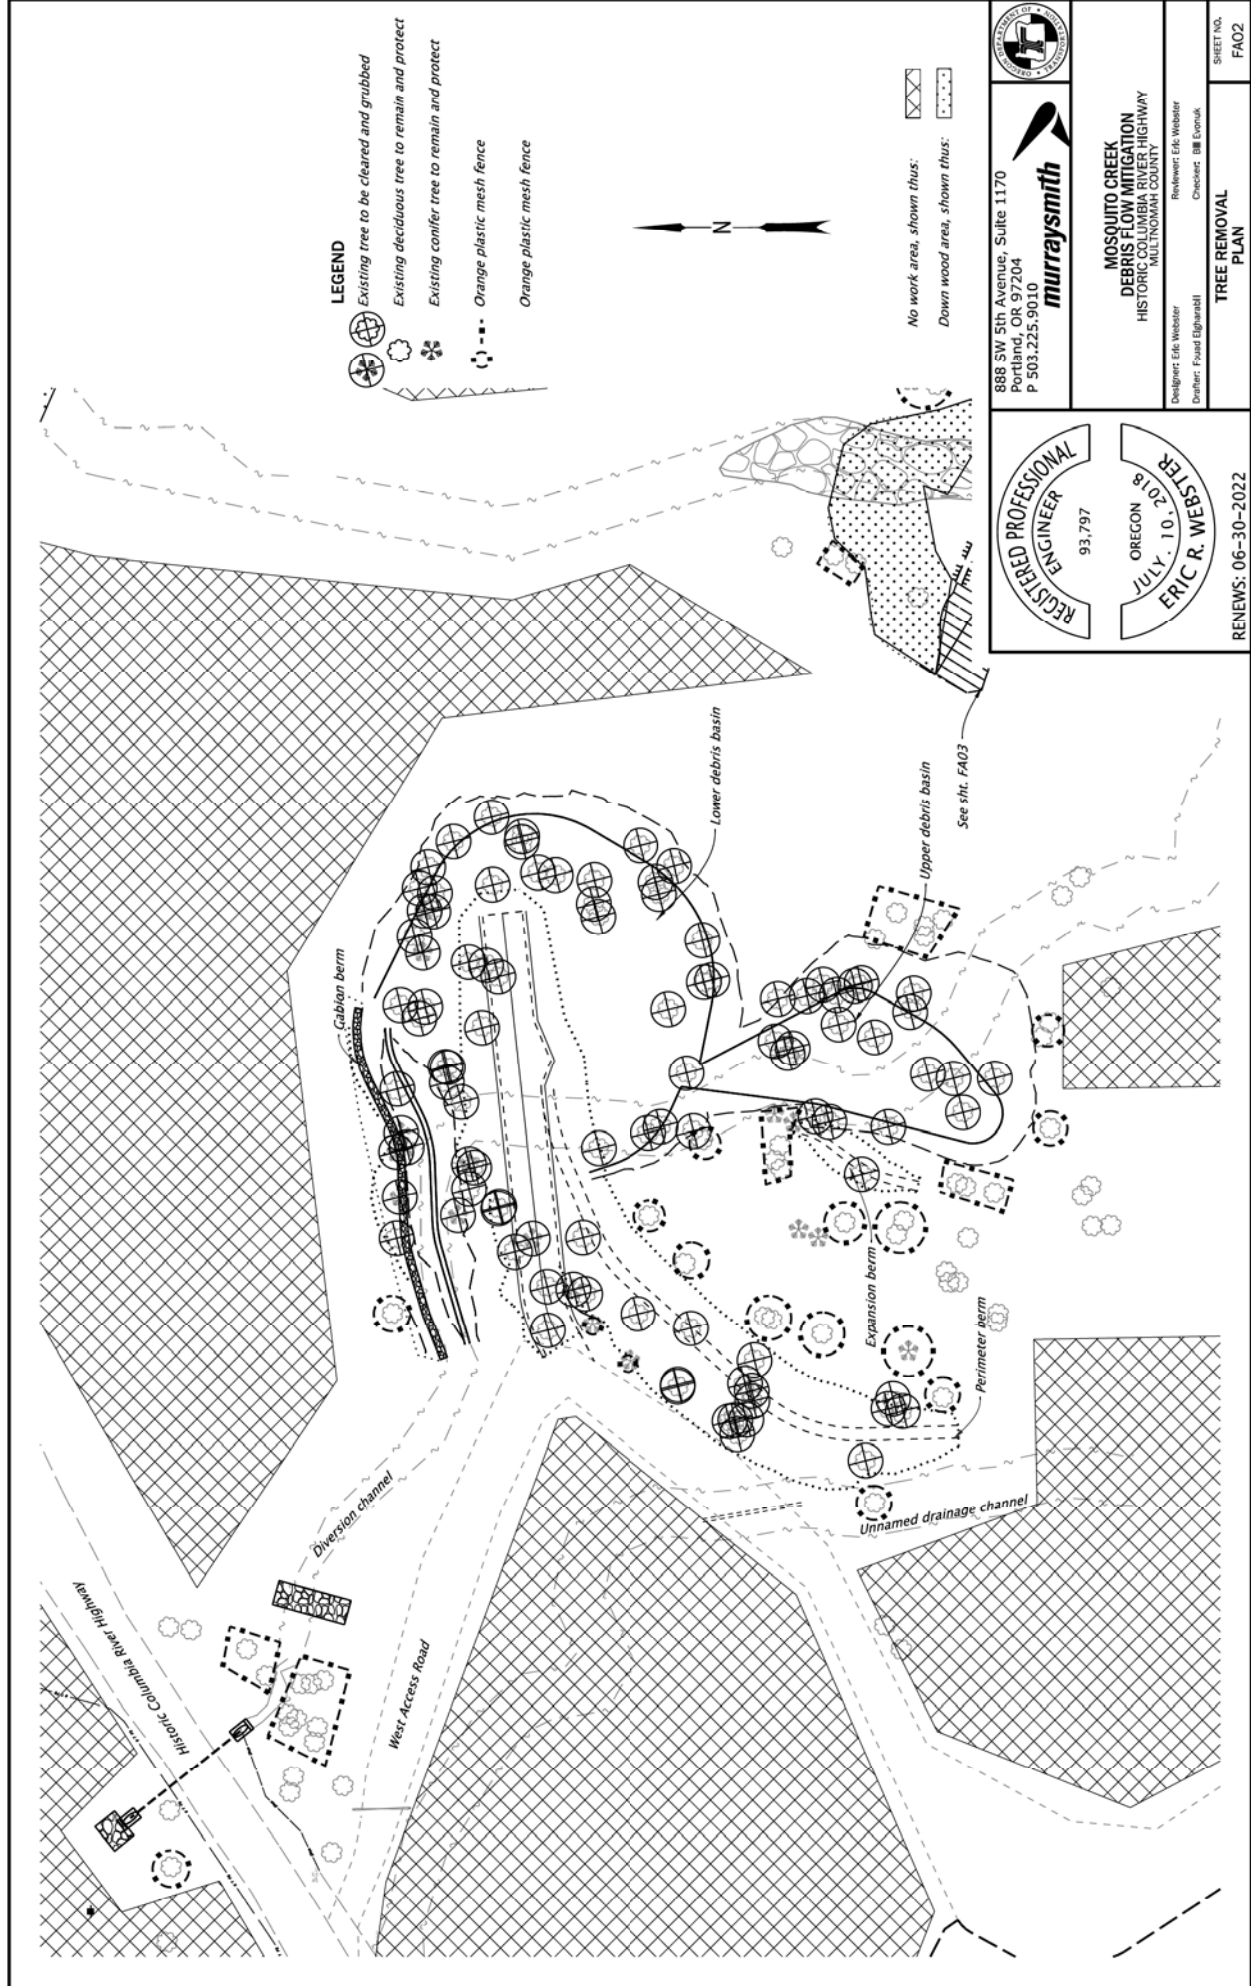 LEGEND
Existing tree to be cleared and grubbed
Existing deciduous tree to remain and protect
Existing conifer tree to remain and protect
Orange plastic mesh fence
Orange plastic mesh fence
N
No work area, shown thus:
Down wood area, shown thus:
Gabian berm
Lower debris basin
Upper debris basin
See sht. FA03
Expansion berm
Perimeter berm
Unnamed drainage channel
Diversion channel
Historic Columbia River Highway
West Access Road
OREGON DEPARTMENT OF TRANSPORTATION
888 SW 5th Avenue, Suite 1170
Portland, OR 97204
P 503.225.9010
murraysmith
MOSQUITO CREEK
DEBRIS FLOW MITIGATION
HISTORIC COLUMBIA RIVER HIGHWAY
MULTNOMAH COUNTY
Designer: Eric Webster
Reviewer: Eric Webster
Drafter: Fouad Elgharabli
Checker: Bill Evonuk
TREE REMOVAL
PLAN
SHEET NO.
FA02
REGISTERED PROFESSIONAL
ENGINEER
93,797
OREGON
JULY. 10, 2018
ERIC R. WEBSTER
RENEWS: 06-30-2022